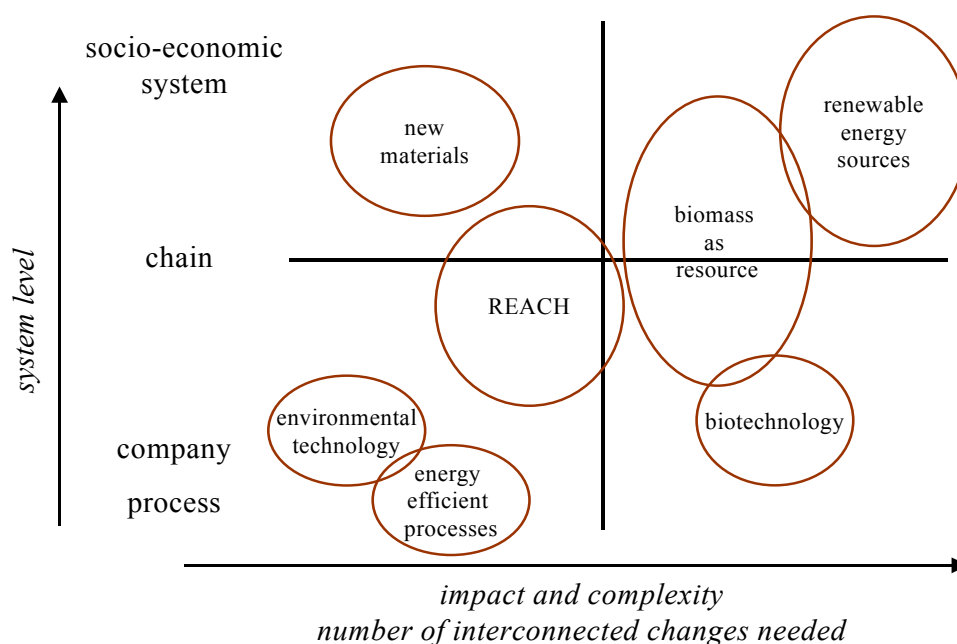 socio-economic
system
new
materials
renewable
energy
sources
biomass
as
resource
chain
REACH
system level
environmental
technology
biotechnology
company
process
energy
efficient
processes
impact and complexity
number of interconnected changes needed